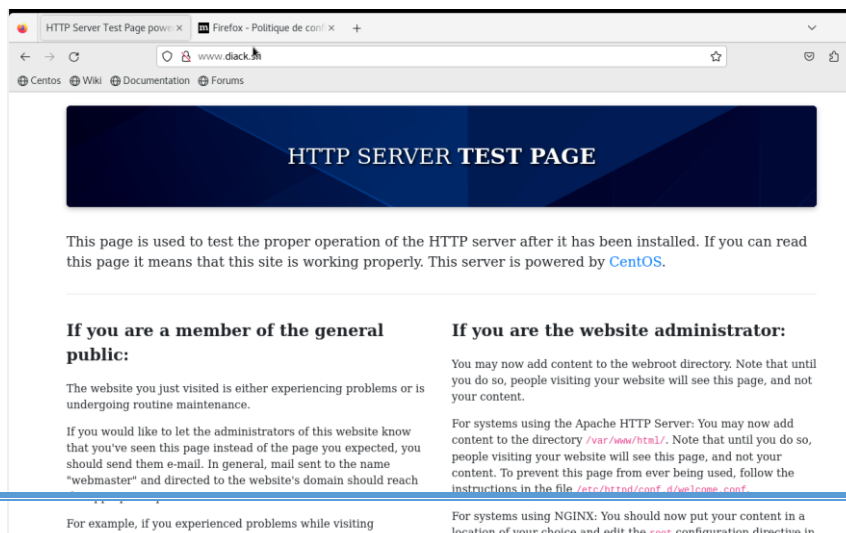 HTTP Server Test Page powe
Firefox - Politique de confi
www.diack.sn
Centos Wiki Documentation Forums
HTTP SERVER TEST PAGE
This page is used to test the proper operation of the HTTP server after it has been installed. If you can read
this page it means that this site is working properly. This server is powered by CentOS.
If you are a member of the general
public:
The website you just visited is either experiencing problems or is
undergoing routine maintenance.
If you would like to let the administrators of this website know
that you've seen this page instead of the page you expected, you
should send them e-mail. In general, mail sent to the name
"webmaster" and directed to the website's domain should reach
For example, if you experienced problems while visiting
If you are the website administrator:
You may now add content to the webroot directory. Note that until
you do so, people visiting your website will see this page, and not
your content.
For systems using the Apache HTTP Server: You may now add
content to the directory /var/www/html/. Note that until you do so,
people visiting your website will see this page, and not your
content. To prevent this page from ever being used, follow the
instructions in the file /etc/httpd/conf.d/welcome.conf.
For systems using NGINX: You should now put your content in a
location of your choice and edit the root configuration directive in